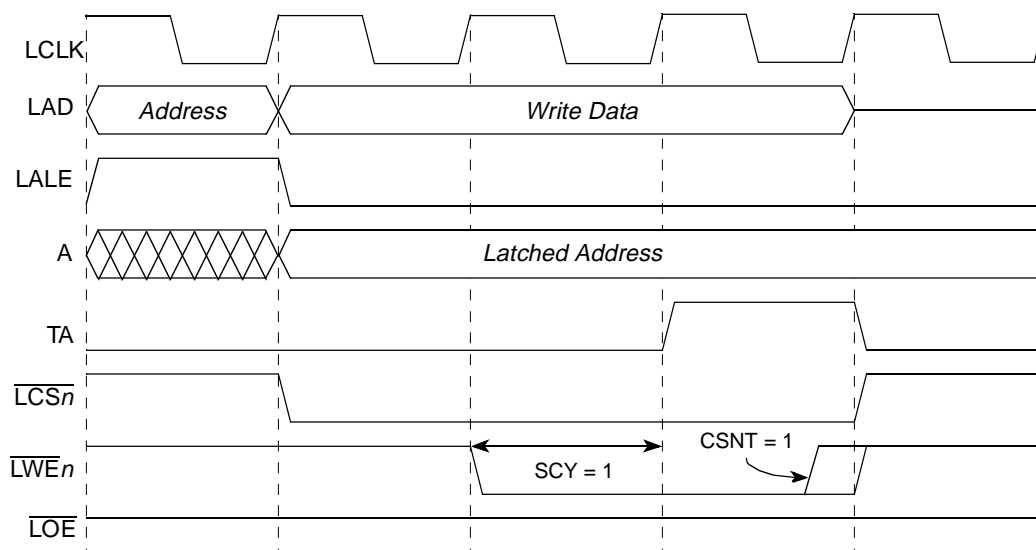 LCLK
LAD Address Write Data
LALE
A Latched Address
TA
LCSn
CSNT = 1
LWEn SCY = 1
LOE